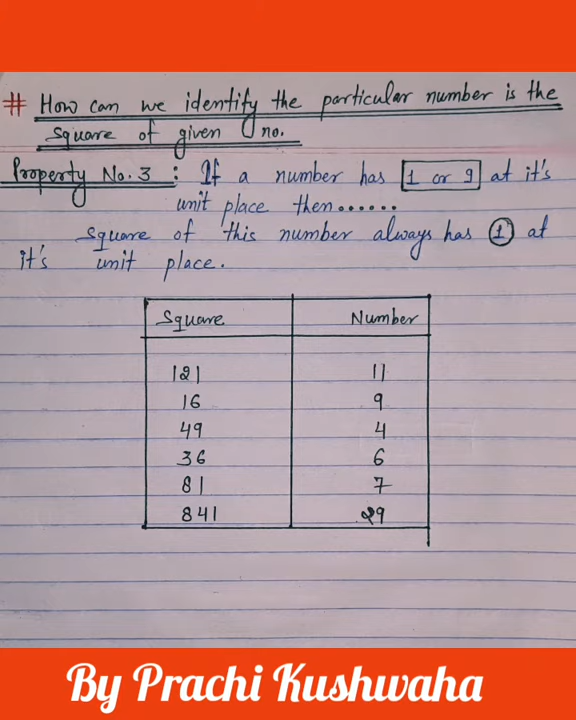 # How can we identify the particular number is the
square of given no.
Property No. 3 : If a number has 1 or 9 at it's
unit place then......
square of this number always has 1 at
it's unit place.
Square Number
121 11
16 9
49 4
36 6
81 7
841 29
By Prachi Kushwaha